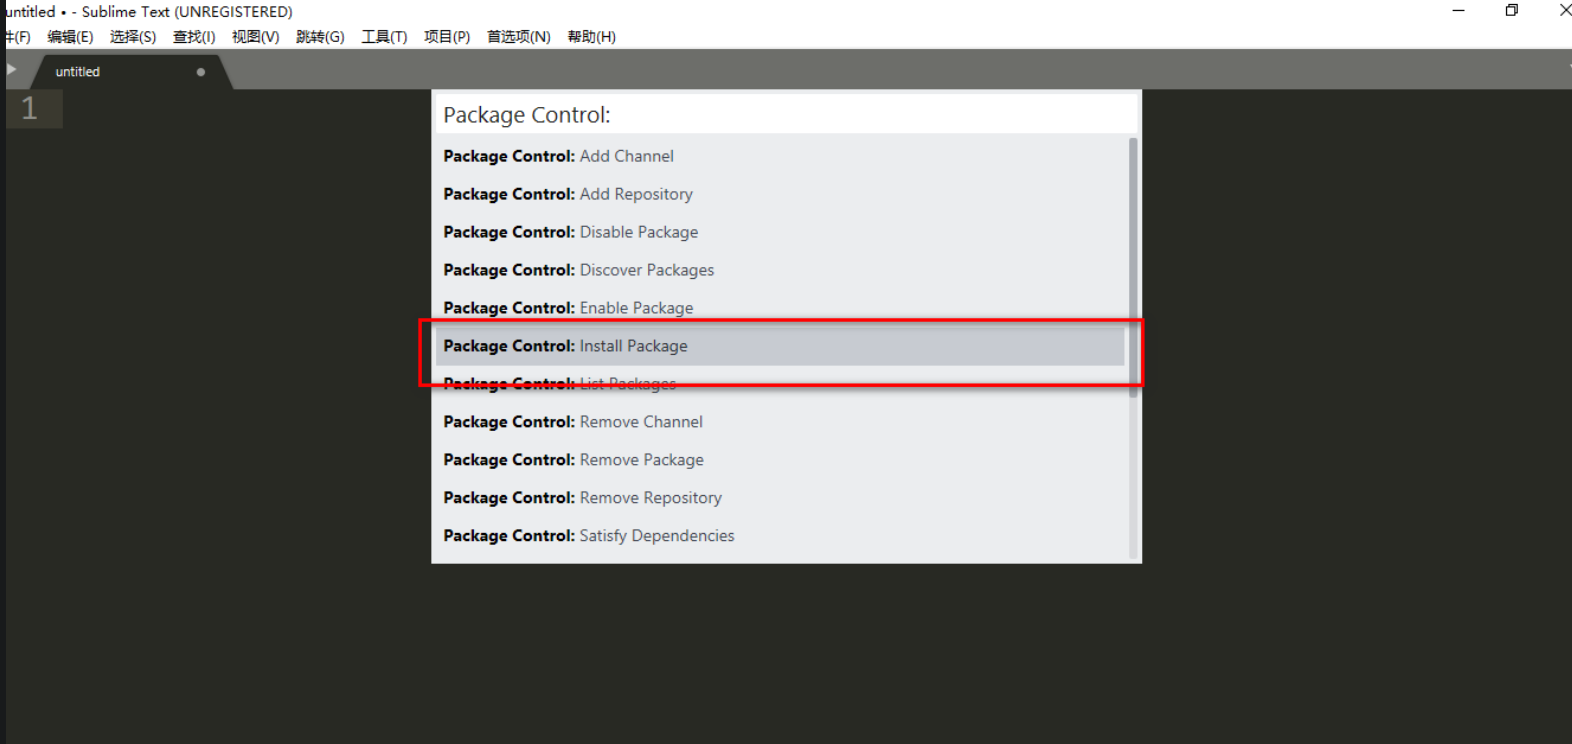 untitled • - Sublime Text (UNREGISTERED)
件(F) 编辑(E) 选择(S) 查找(I) 视图(V) 跳转(G) 工具(T) 项目(P) 首选项(N) 帮助(H)
untitled
1
Package Control:
Package Control: Add Channel
Package Control: Add Repository
Package Control: Disable Package
Package Control: Discover Packages
Package Control: Enable Package
Package Control: Install Package
Package Control: List Packages
Package Control: Remove Channel
Package Control: Remove Package
Package Control: Remove Repository
Package Control: Satisfy Dependencies